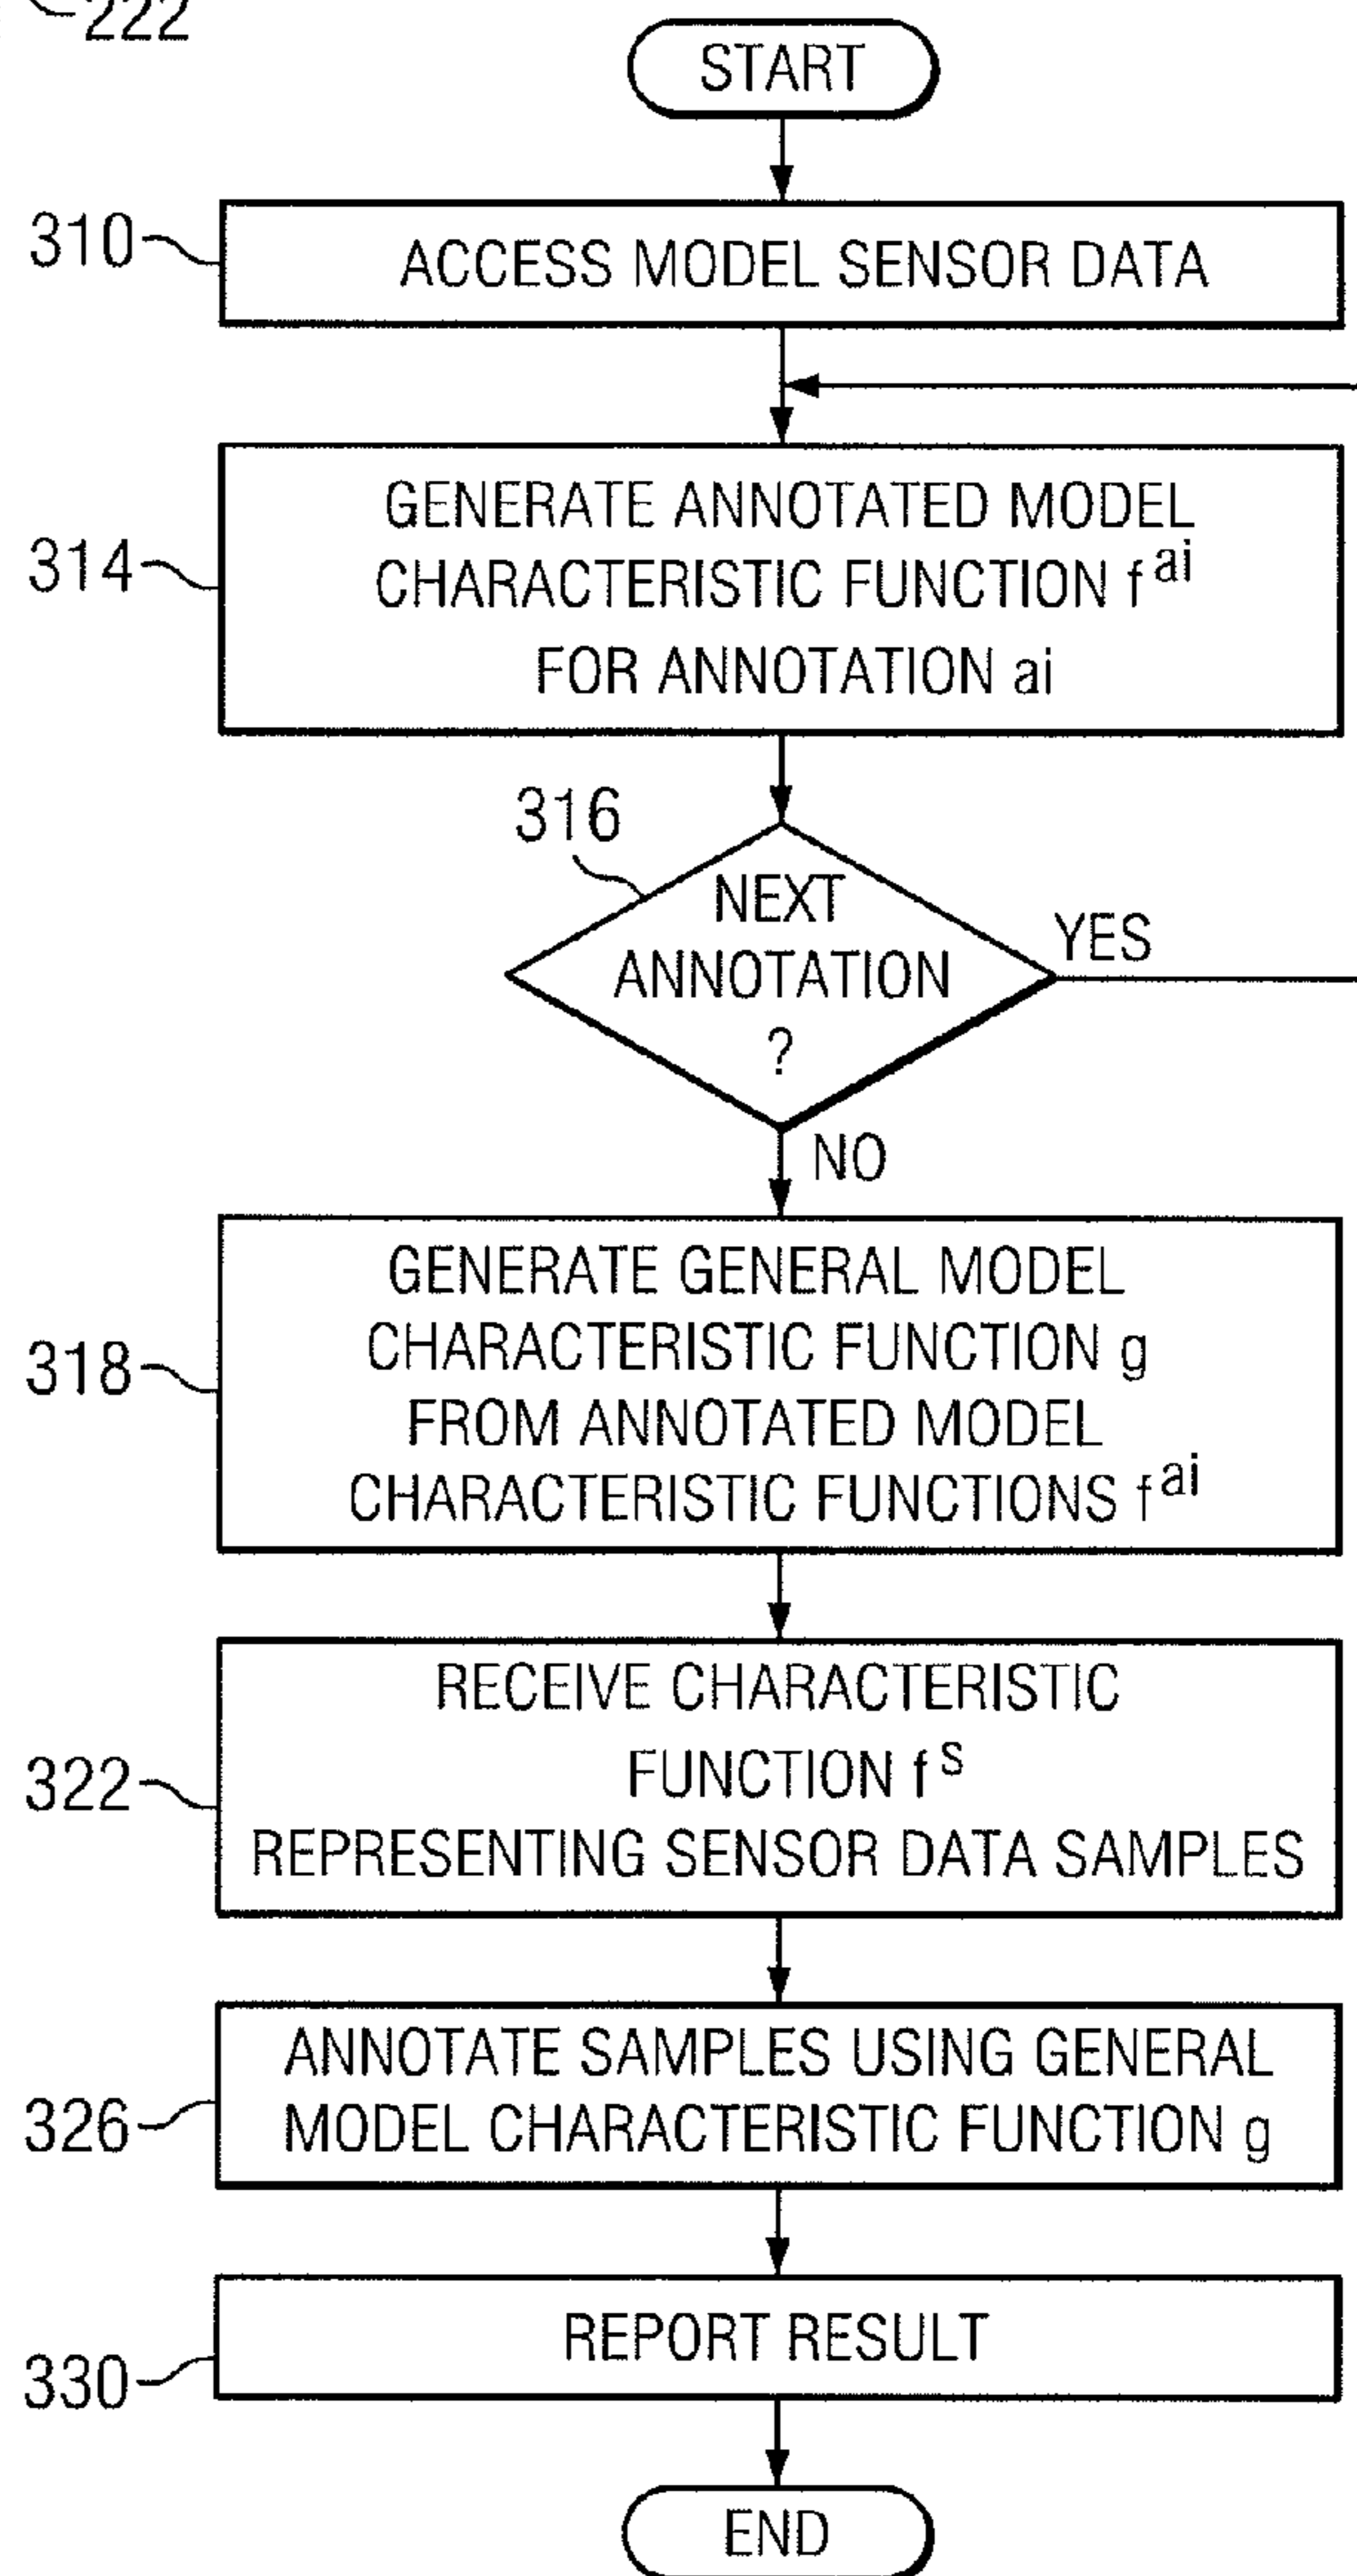 222
START
310
ACCESS MODEL SENSOR DATA
314
GENERATE ANNOTATED MODEL
CHARACTERISTIC FUNCTION f^ai
FOR ANNOTATION ai
316
NEXT
ANNOTATION
?
YES
NO
318
GENERATE GENERAL MODEL
CHARACTERISTIC FUNCTION g
FROM ANNOTATED MODEL
CHARACTERISTIC FUNCTIONS f^ai
322
RECEIVE CHARACTERISTIC
FUNCTION f^s
REPRESENTING SENSOR DATA SAMPLES
326
ANNOTATE SAMPLES USING GENERAL
MODEL CHARACTERISTIC FUNCTION g
330
REPORT RESULT
END